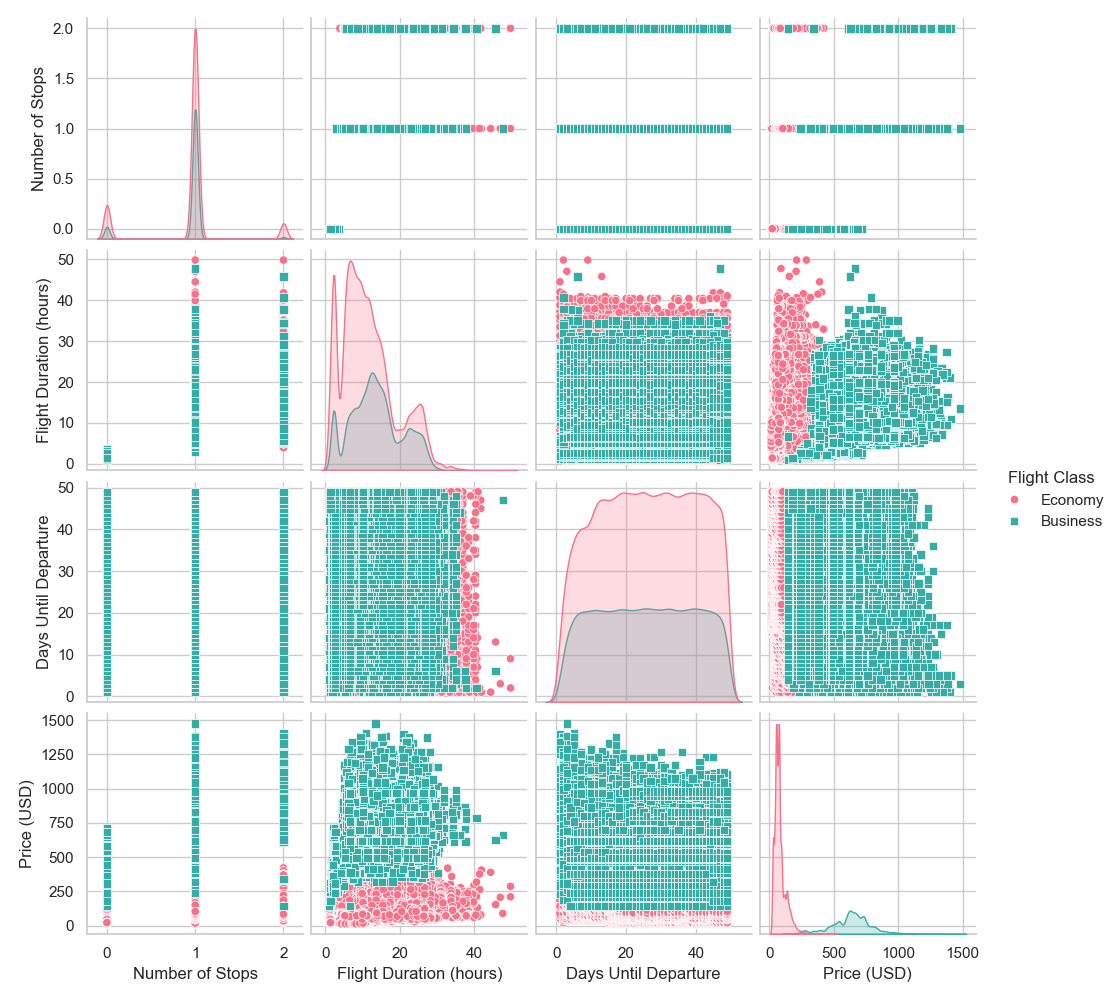 2.0
1.5
1.0
0.5
0.0
Number of Stops
50
40
30
20
10
0
Flight Duration (hours)
50
40
30
20
10
0
Days Until Departure
1500
1250
1000
750
500
250
0
Price (USD)
0 1 2
Number of Stops
0 20 40
Flight Duration (hours)
0 20 40
Days Until Departure
0 500 1000 1500
Price (USD)
Flight Class
Economy
Business